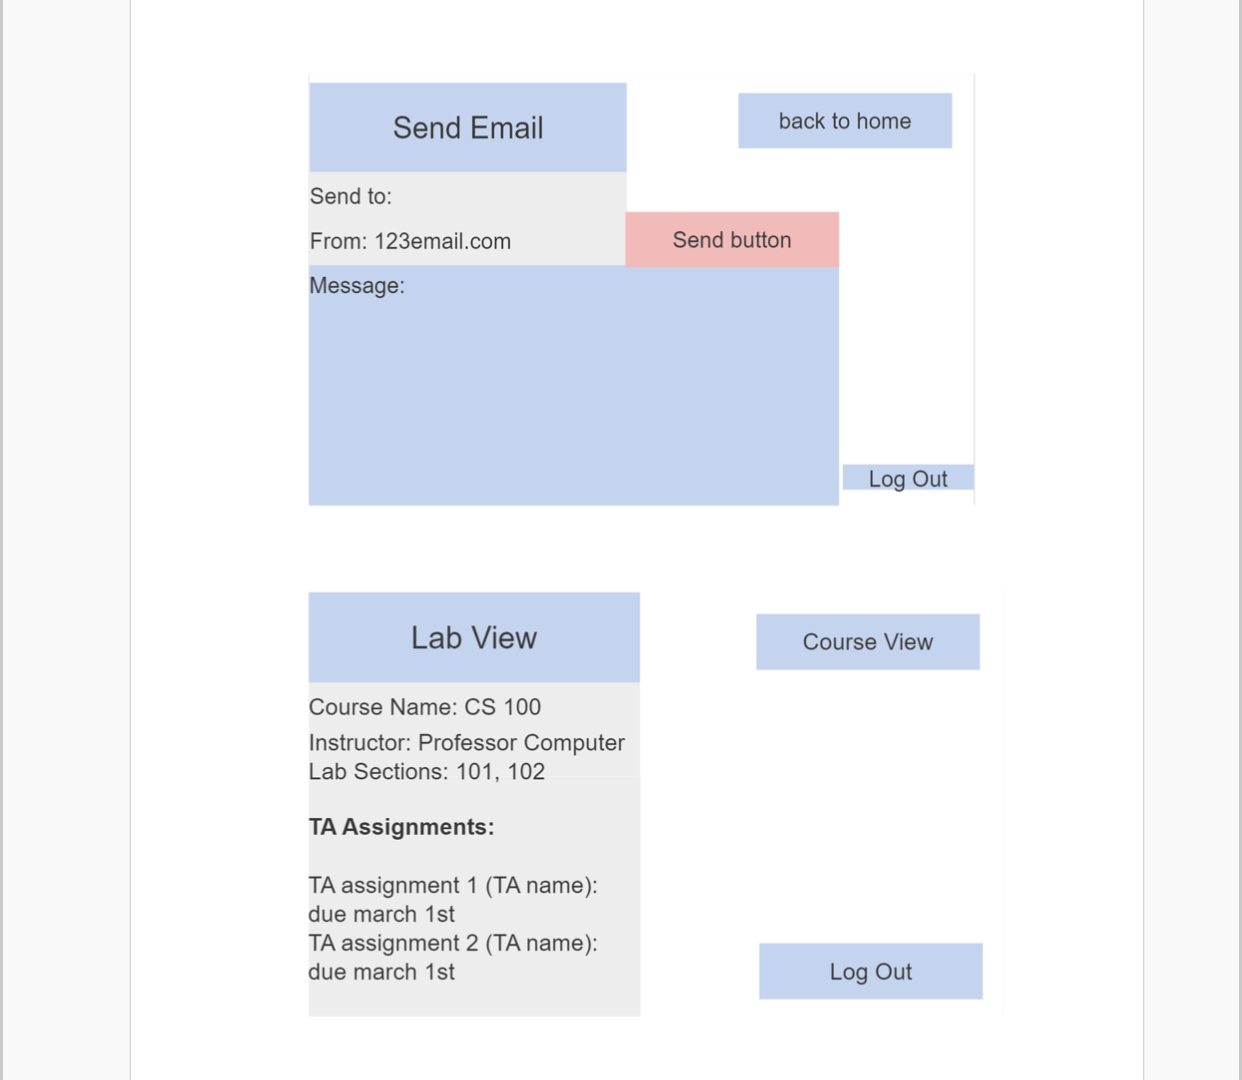 Send Email
back to home
Send to:
From: 123email.com
Send button
Message:
Log Out
Lab View
Course View
Course Name: CS 100
Instructor: Professor Computer
Lab Sections: 101, 102
TA Assignments:
TA assignment 1 (TA name):
due march 1st
TA assignment 2 (TA name):
due march 1st
Log Out